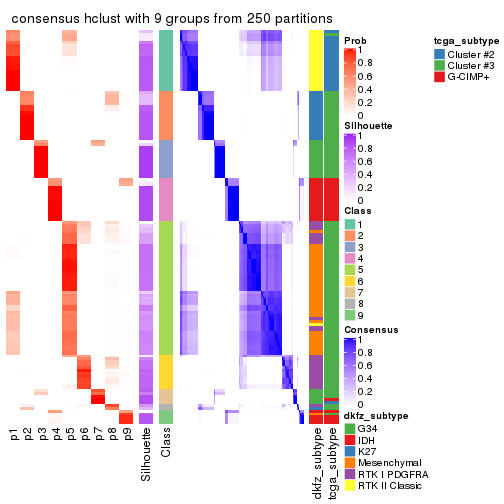 consensus hclust with 9 groups from 250 partitions
Prob
1
0.8
0.6
0.4
0.2
0
Silhouette
1
0.8
0.6
0.4
0.2
0
Class
1
2
3
4
5
6
7
8
9
Consensus
1
0.8
0.6
0.4
0.2
0
dkfz_subtype
G34
IDH
K27
Mesenchymal
RTK I PDGFRA
RTK II Classic
tcga_subtype
Cluster #2
Cluster #3
G-CIMP+
p1
p2
p3
p4
p5
p6
p7
p8
p9
Silhouette
Class
dkfz_subtype
tcga_subtype